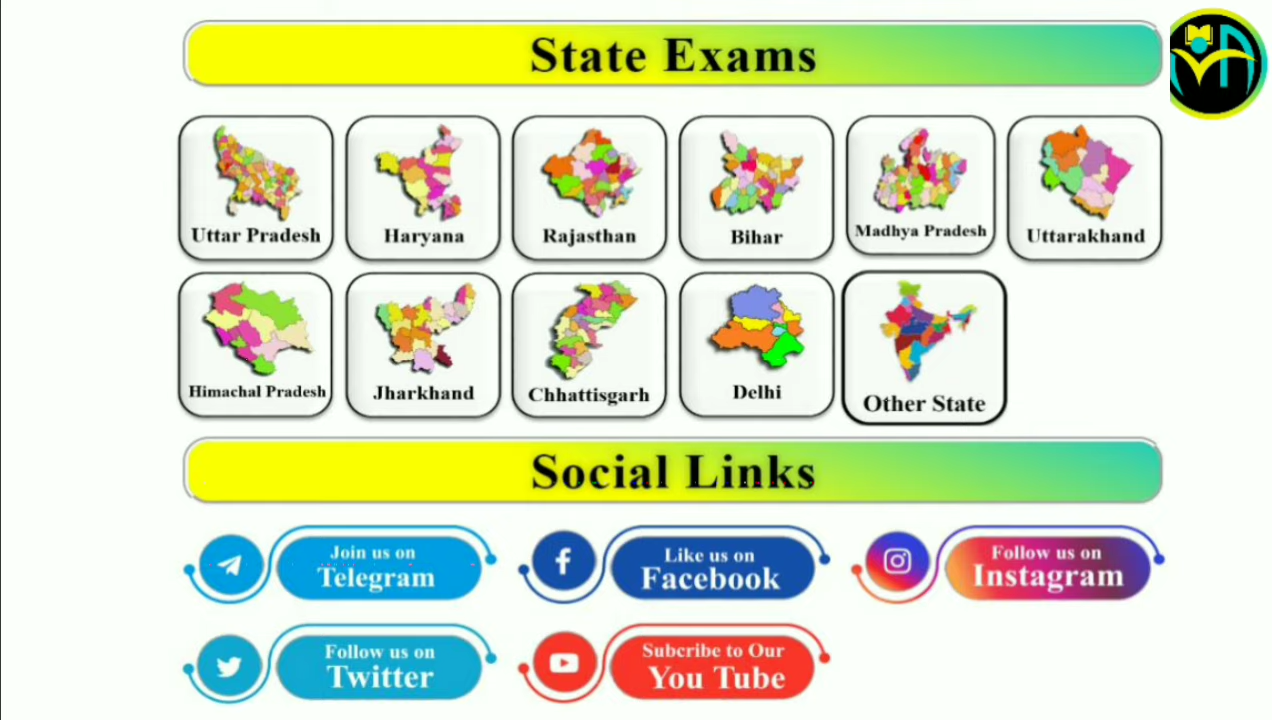 State Exams
Uttar Pradesh
Haryana
Rajasthan
Bihar
Madhya Pradesh
Uttarakhand
Himachal Pradesh
Jharkhand
Chhattisgarh
Delhi
Other State
Social Links
Join us on
Telegram
Like us on
Facebook
Follow us on
Instagram
Follow us on
Twitter
Subcribe to Our
You Tube